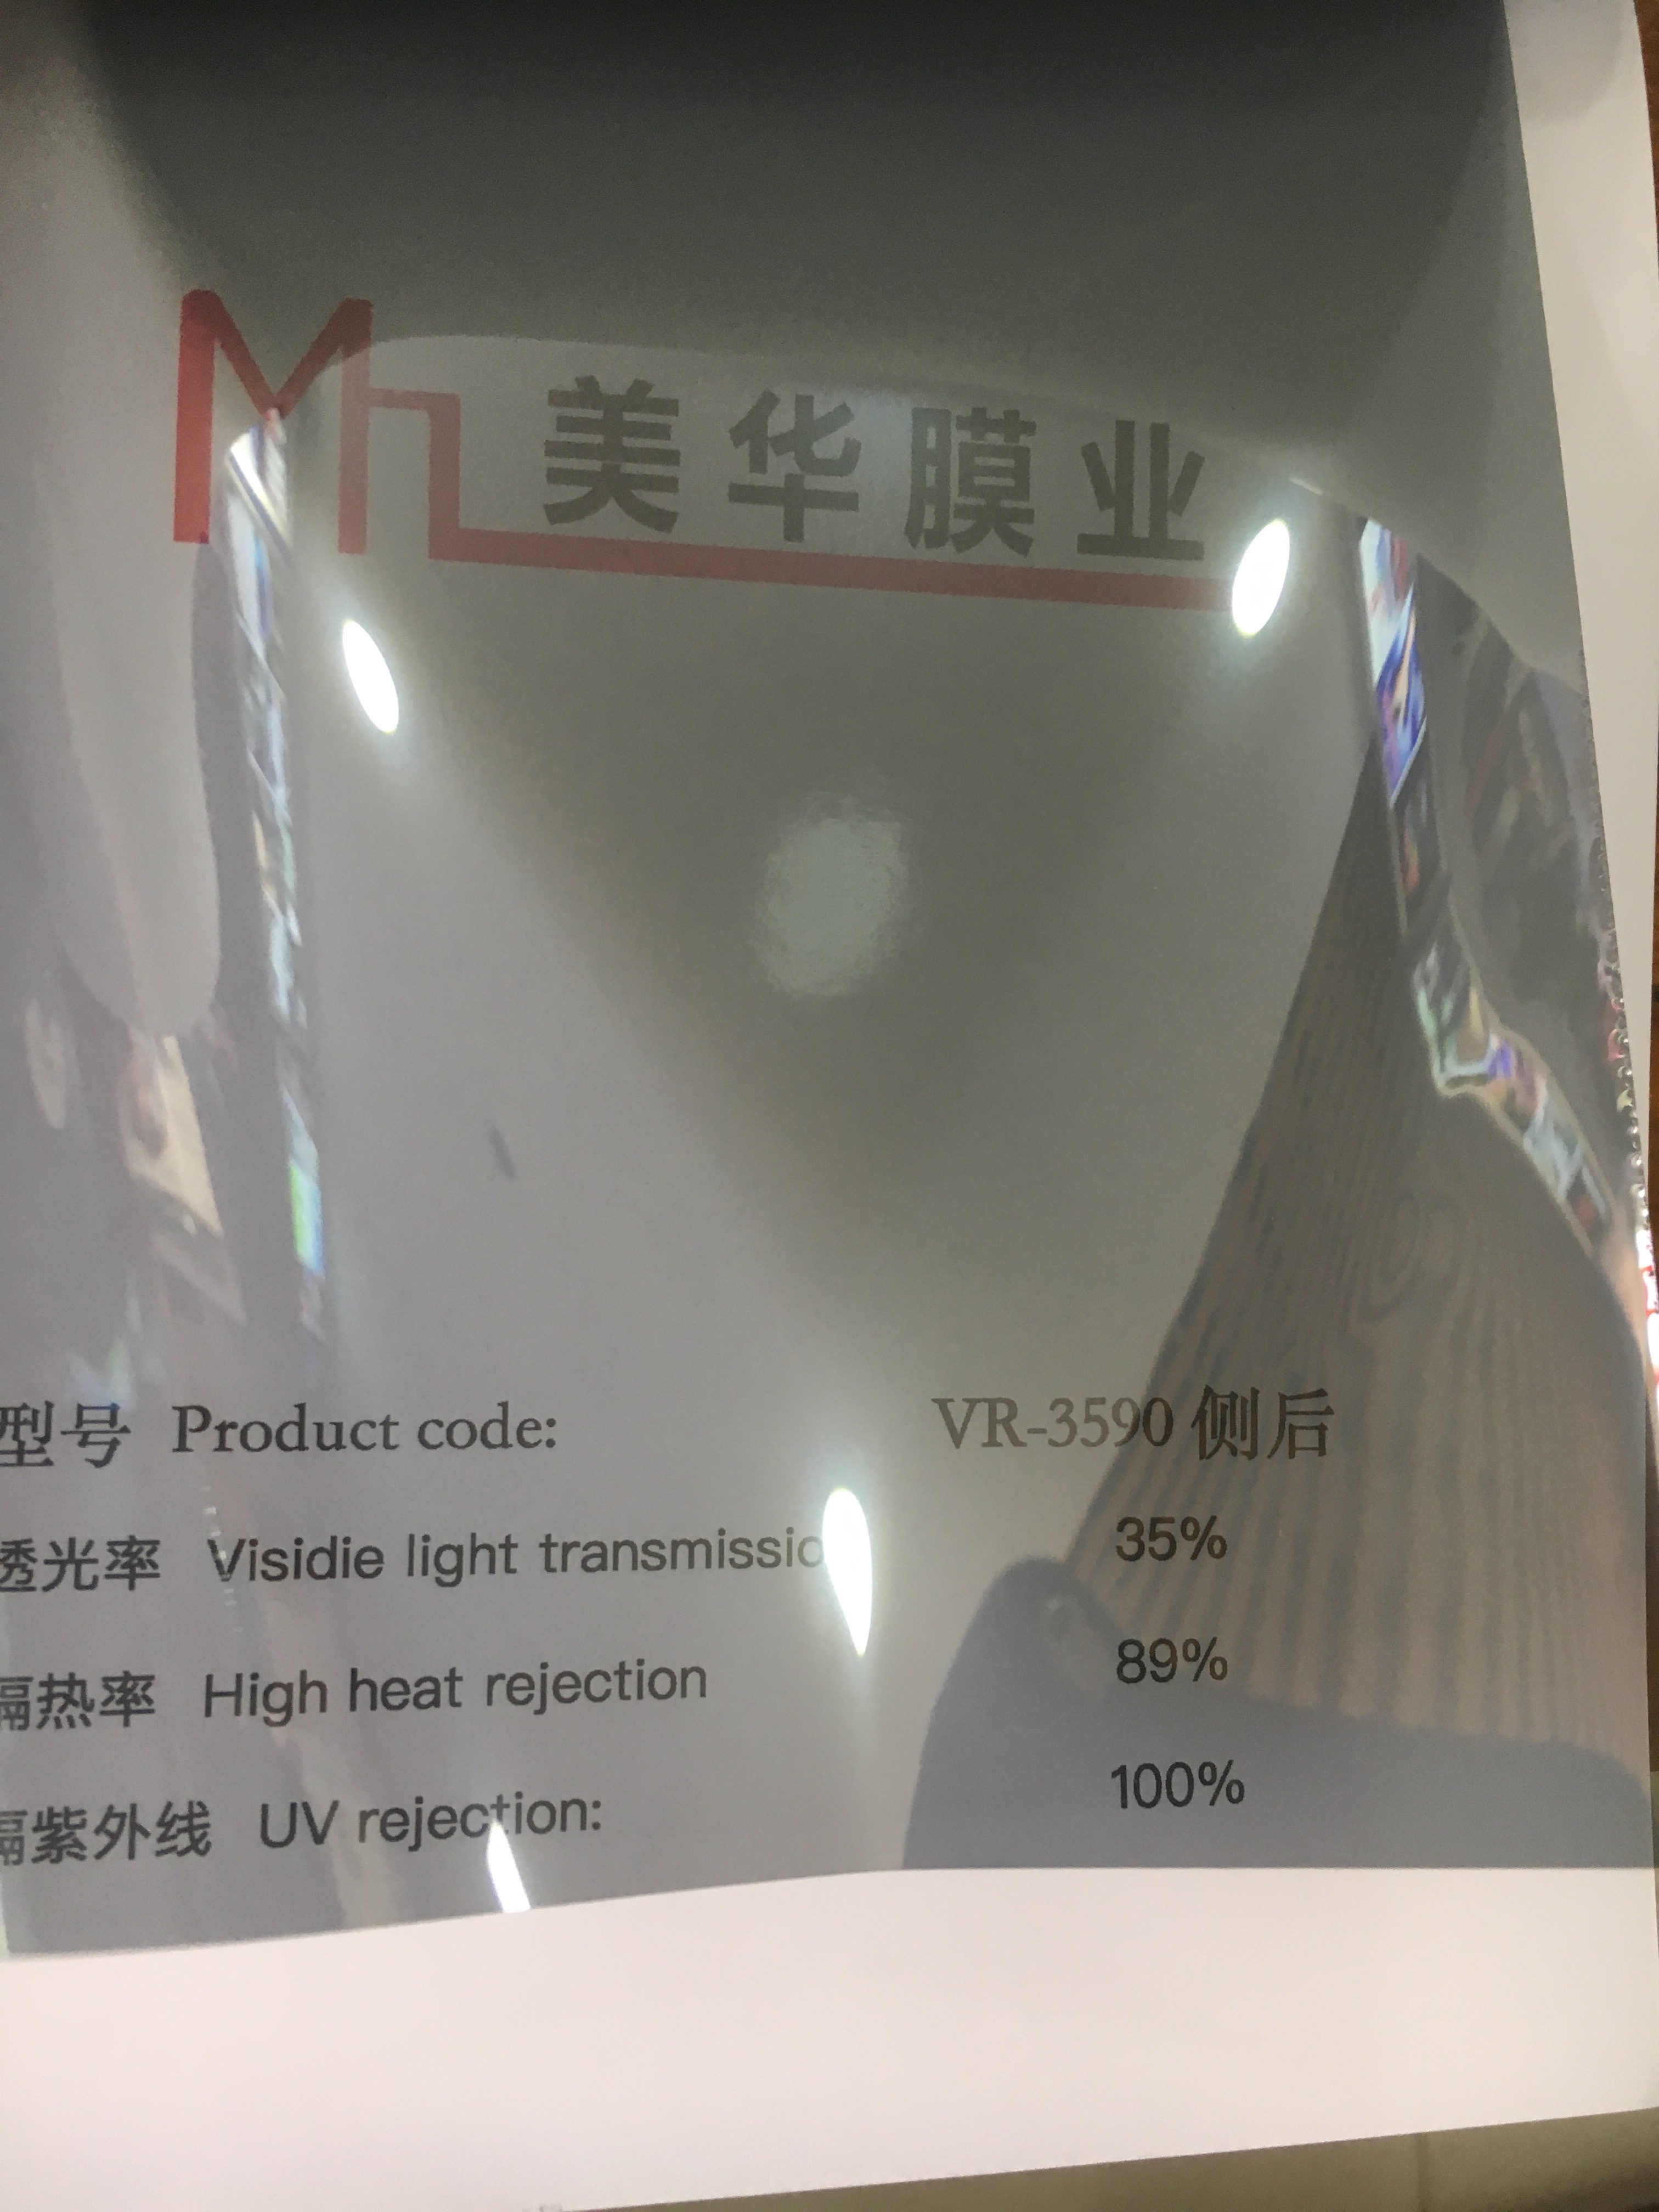 Mh 美华膜业
型号 Product code: VR-3590 侧后
透光率 Visidie light transmissio 35%
隔热率 High heat rejection 89%
隔紫外线 UV rejection: 100%